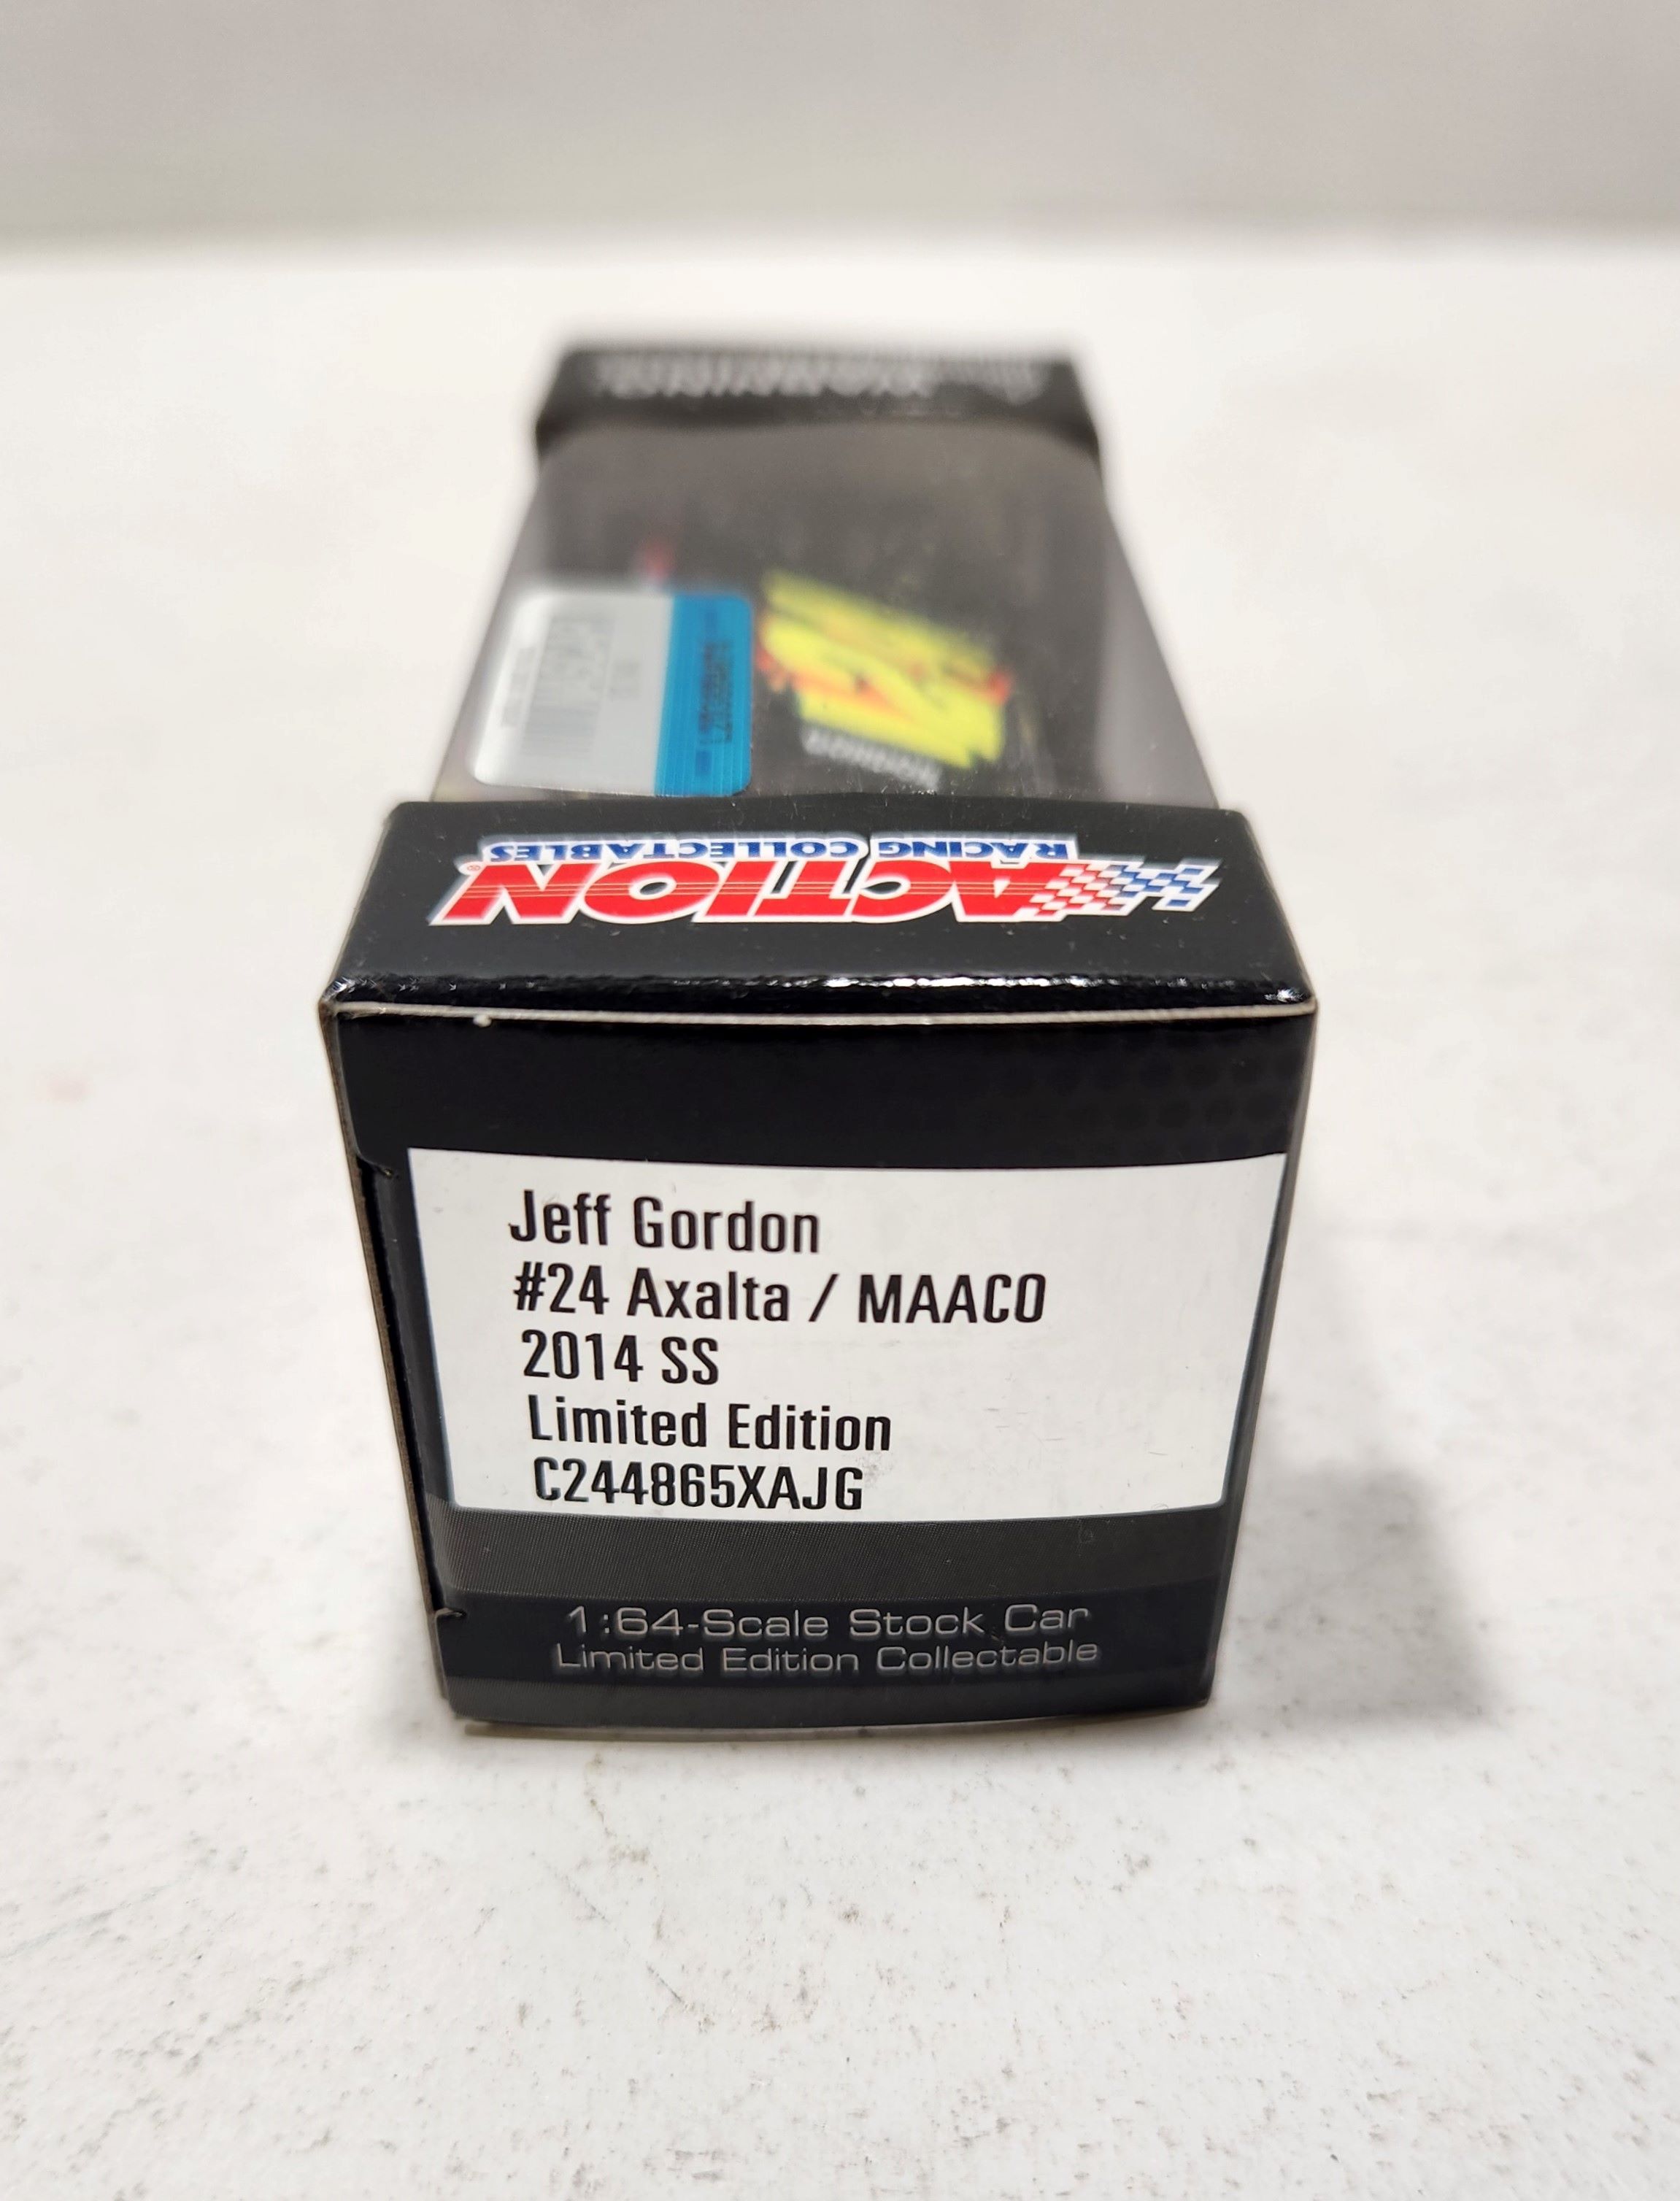 RACING COLLECTABLES
ACTION
Jeff Gordon
#24 Axalta / MAACO
2014 SS
Limited Edition
C244865XAJG
1:64-Scale Stock Car
Limited Edition Collectable